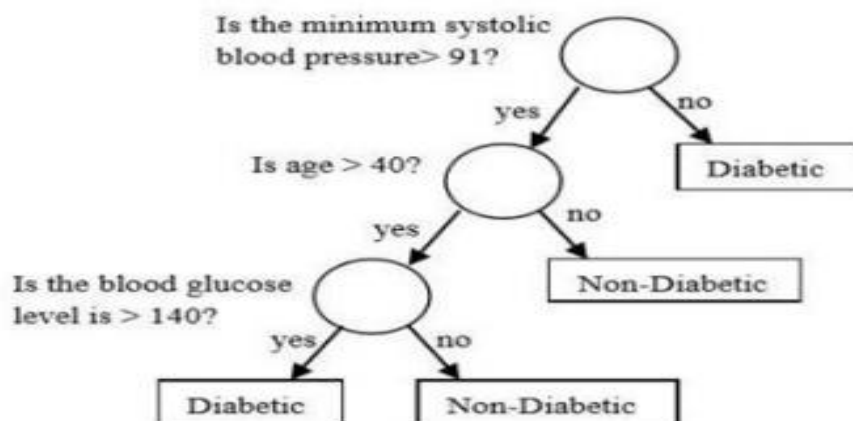 Is the minimum systolic
blood pressure> 91?
yes
no
Is age > 40?
Diabetic
yes
no
Is the blood glucose
level is > 140?
Non-Diabetic
yes
no
Diabetic
Non-Diabetic